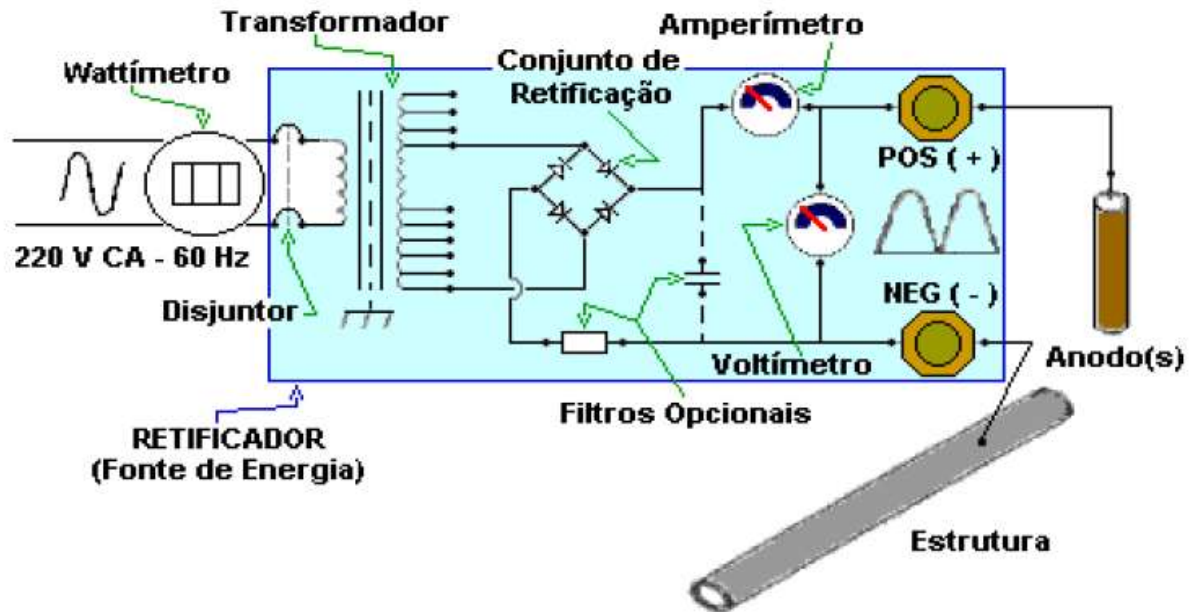 Transformador
Amperímetro
Wattímetro
Conjunto de
Retificação
POS ( + )
220 V CA - 60 Hz
NEG ( - )
Disjuntor
Voltímetro
Anodo(s)
Filtros Opcionais
RETIFICADOR
(Fonte de Energia)
Estrutura